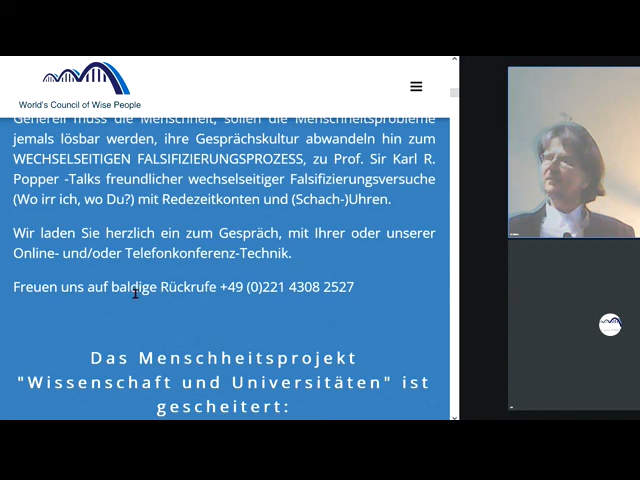 World's Council of Wise People
Generell muss die Menschheit, sollen die Menschheitsprobleme
jemals lösbar werden, ihre Gesprächskultur abwandeln hin zum
WECHSELSEITIGEN FALSIFIZIERUNGSPROZESS, zu Prof. Sir Karl R.
Popper -Talks freundlicher wechselseitiger Falsifizierungsversuche
(Wo irr ich, wo Du?) mit Redezeitkonten und (Schach-)Uhren.
Wir laden Sie herzlich ein zum Gespräch, mit Ihrer oder unserer
Online- und/oder Telefonkonferenz-Technik.
Freuen uns auf baldige Rückrufe +49 (0)221 4308 2527
Das Menschheitsprojekt
"Wissenschaft und Universitäten" ist
gescheitert: